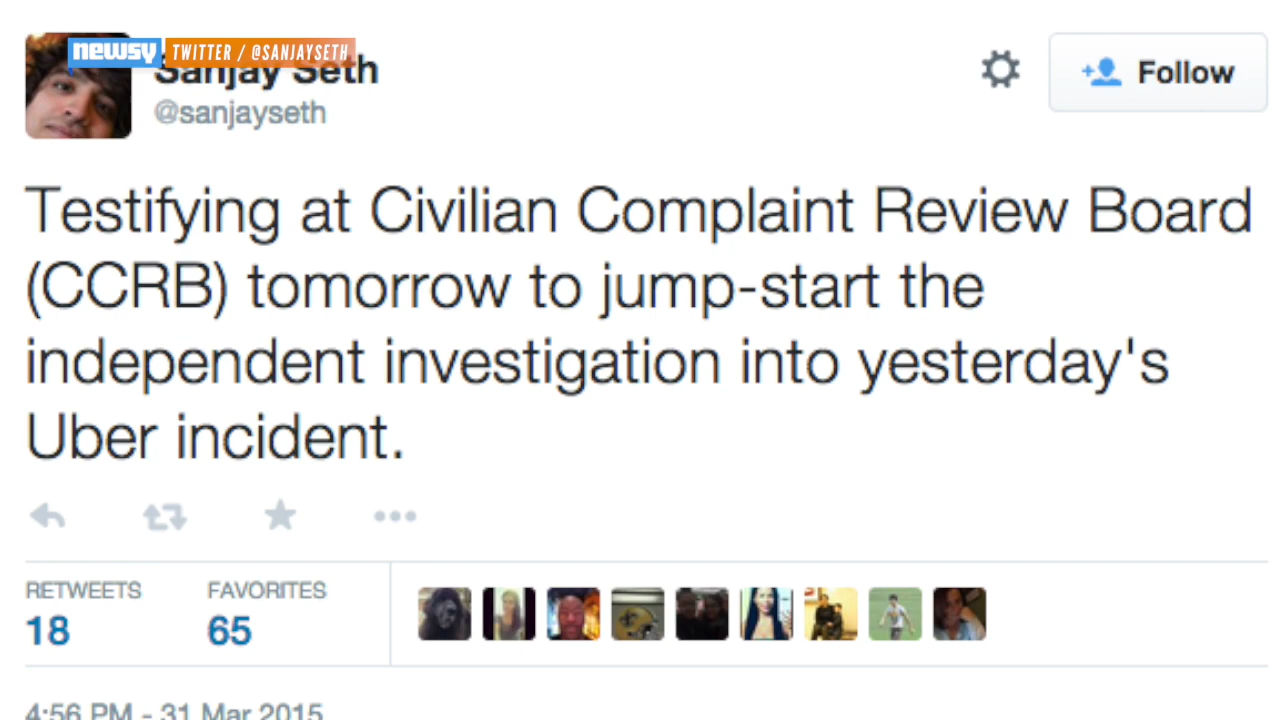 newsy TWITTER / @SANJAYSETH
Sanjay Seth
@sanjayseth
Follow
Testifying at Civilian Complaint Review Board
(CCRB) tomorrow to jump-start the
independent investigation into yesterday's
Uber incident.
RETWEETS FAVORITES
18 65
4:56 PM - 31 Mar 2015